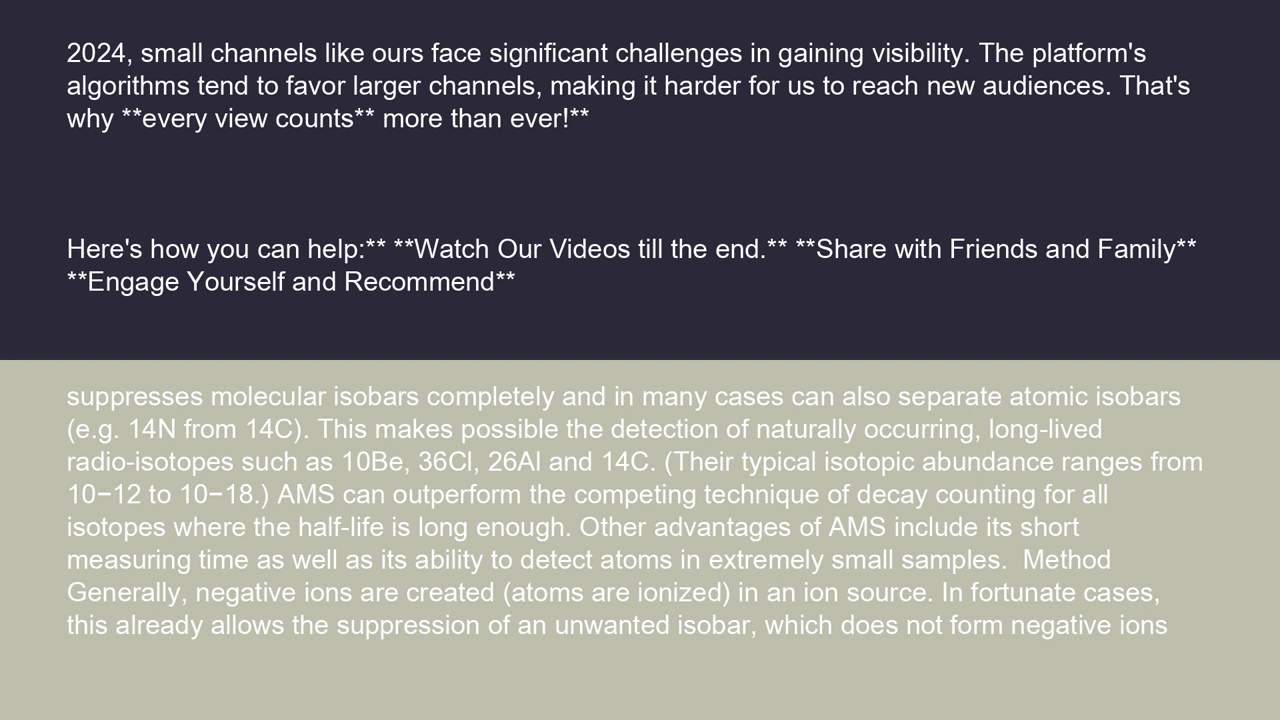 2024, small channels like ours face significant challenges in gaining visibility. The platform's
algorithms tend to favor larger channels, making it harder for us to reach new audiences. That's
why **every view counts** more than ever!**
Here's how you can help:** **Watch Our Videos till the end.** **Share with Friends and Family**
**Engage Yourself and Recommend**
suppresses molecular isobars completely and in many cases can also separate atomic isobars
(e.g. 14N from 14C). This makes possible the detection of naturally occurring, long-lived
radio-isotopes such as 10Be, 36Cl, 26Al and 14C. (Their typical isotopic abundance ranges from
10−12 to 10−18.) AMS can outperform the competing technique of decay counting for all
isotopes where the half-life is long enough. Other advantages of AMS include its short
measuring time as well as its ability to detect atoms in extremely small samples.  Method
Generally, negative ions are created (atoms are ionized) in an ion source. In fortunate cases,
this already allows the suppression of an unwanted isobar, which does not form negative ions